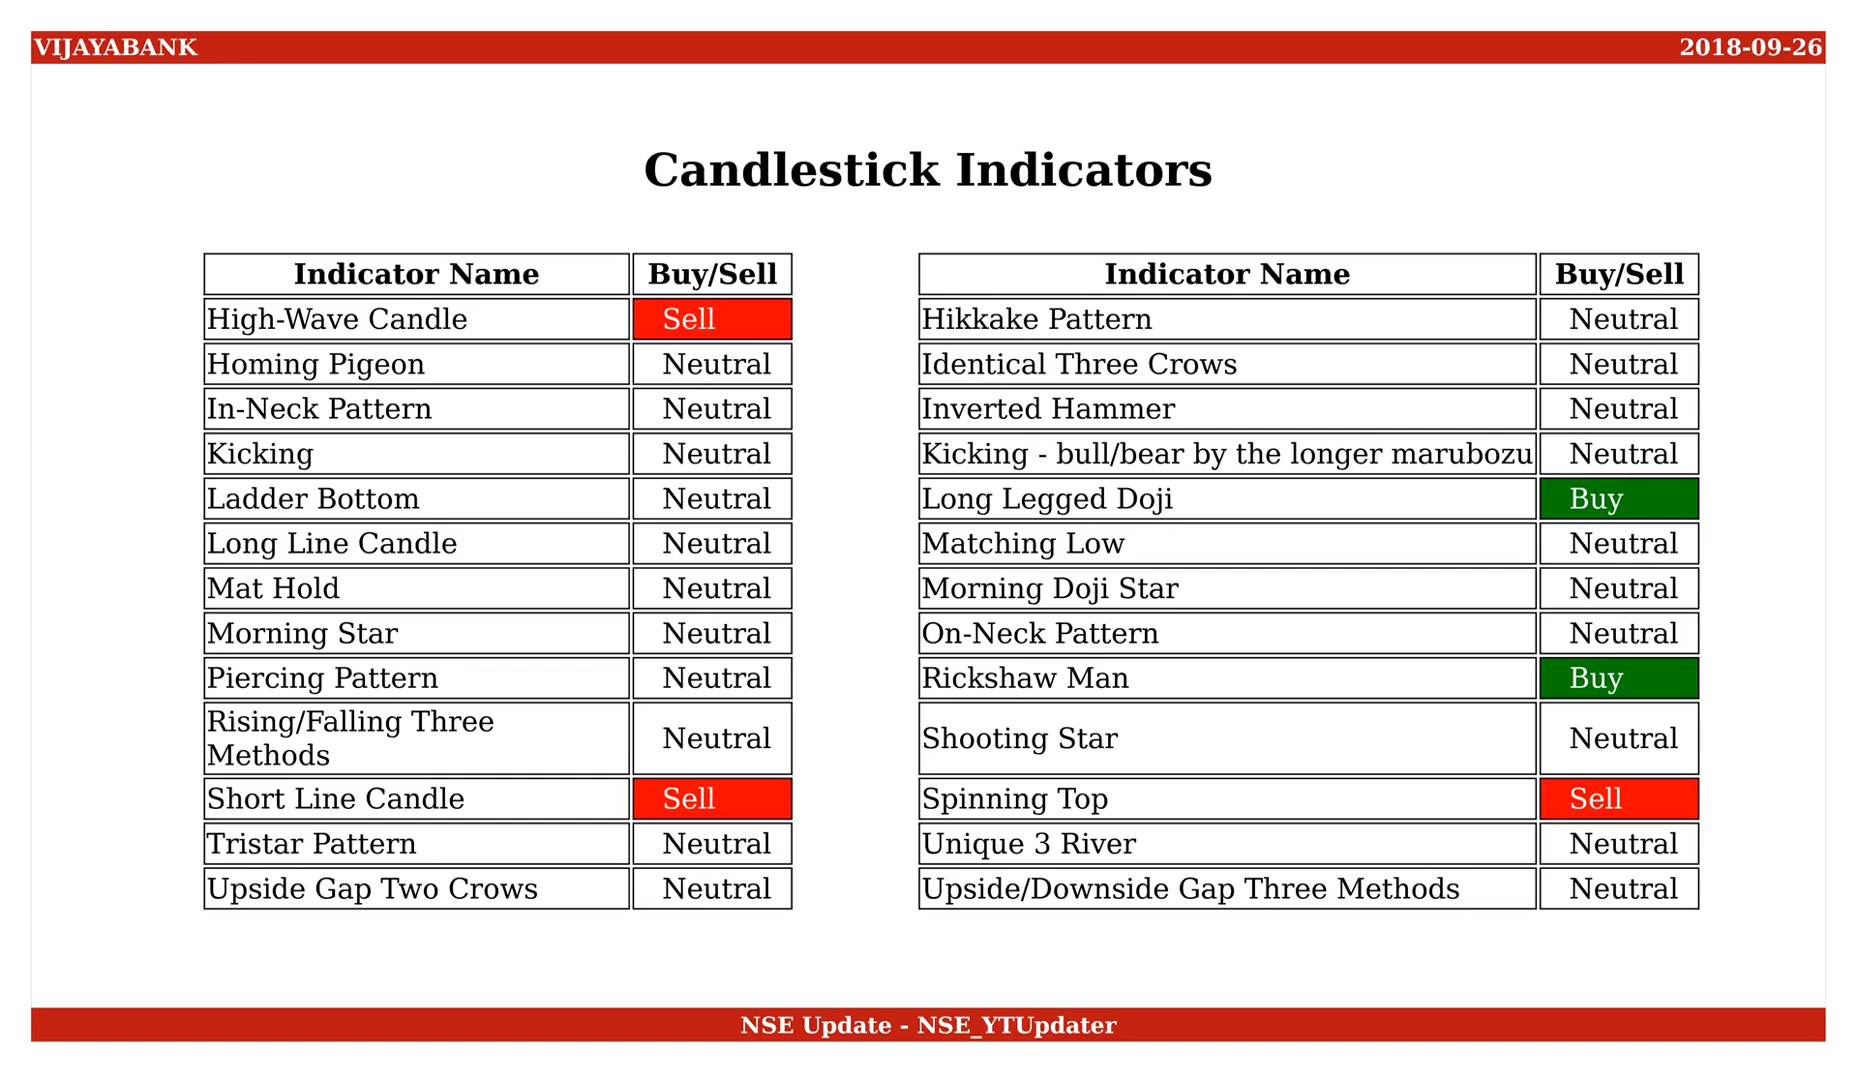 VIJAYABANK
2018-09-26
Candlestick Indicators
Indicator Name Buy/Sell
High-Wave Candle Sell
Homing Pigeon Neutral
In-Neck Pattern Neutral
Kicking Neutral
Ladder Bottom Neutral
Long Line Candle Neutral
Mat Hold Neutral
Morning Star Neutral
Piercing Pattern Neutral
Rising/Falling Three
Methods Neutral
Short Line Candle Sell
Tristar Pattern Neutral
Upside Gap Two Crows Neutral
Indicator Name Buy/Sell
Hikkake Pattern Neutral
Identical Three Crows Neutral
Inverted Hammer Neutral
Kicking - bull/bear by the longer marubozu Neutral
Long Legged Doji Buy
Matching Low Neutral
Morning Doji Star Neutral
On-Neck Pattern Neutral
Rickshaw Man Buy
Shooting Star Neutral
Spinning Top Sell
Unique 3 River Neutral
Upside/Downside Gap Three Methods Neutral
NSE Update - NSE_YTUpdater